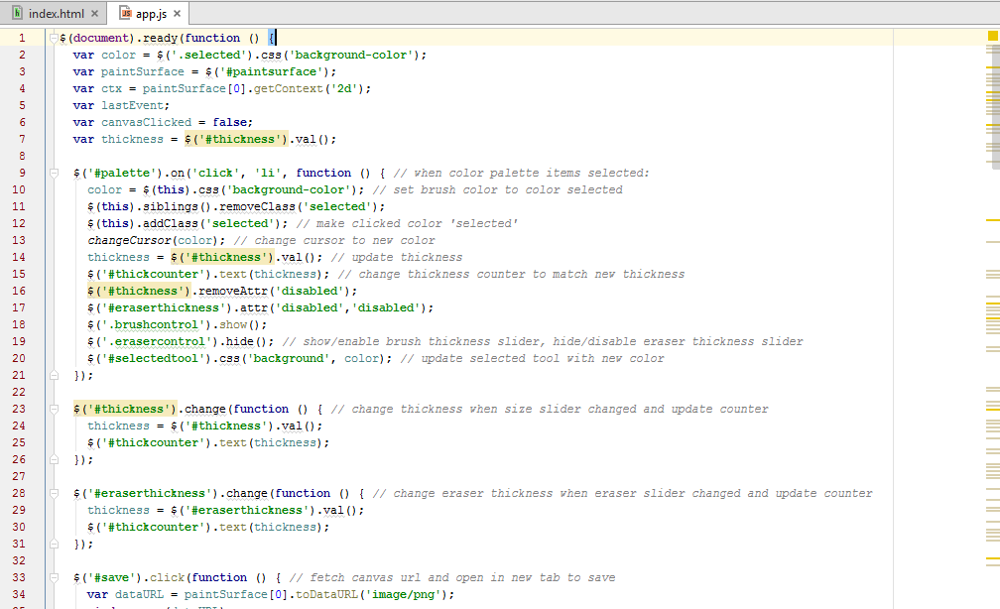 index.html
app.js
1 $(document).ready(function () {
2 var color = $('.selected').css('background-color');
3 var paintSurface = $('#paintsurface');
4 var ctx = paintSurface[0].getContext('2d');
5 var lastEvent;
6 var canvasClicked = false;
7 var thickness = $('#thickness').val();
8
9 $('#palette').on('click', 'li', function () { // when color palette items selected:
10 color = $(this).css('background-color'); // set brush color to color selected
11 $(this).siblings().removeClass('selected');
12 $(this).addClass('selected'); // make clicked color 'selected'
13 changeCursor(color); // change cursor to new color
14 thickness = $('#thickness').val(); // update thickness
15 $('#thickcounter').text(thickness); // change thickness counter to match new thickness
16 $('#thickness').removeAttr('disabled');
17 $('#eraserthickness').attr('disabled','disabled');
18 $('.brushcontrol').show();
19 $('.erasercontrol').hide(); // show/enable brush thickness slider, hide/disable eraser thickness slider
20 $('#selectedtool').css('background', color); // update selected tool with new color
21 });
22
23 $('#thickness').change(function () { // change thickness when size slider changed and update counter
24 thickness = $('#thickness').val();
25 $('#thickcounter').text(thickness);
26 });
27
28 $('#eraserthickness').change(function () { // change eraser thickness when eraser slider changed and update counter
29 thickness = $('#eraserthickness').val();
30 $('#thickcounter').text(thickness);
31 });
32
33 $('#save').click(function () { // fetch canvas url and open in new tab to save
34 var dataURL = paintSurface[0].toDataURL('image/png');